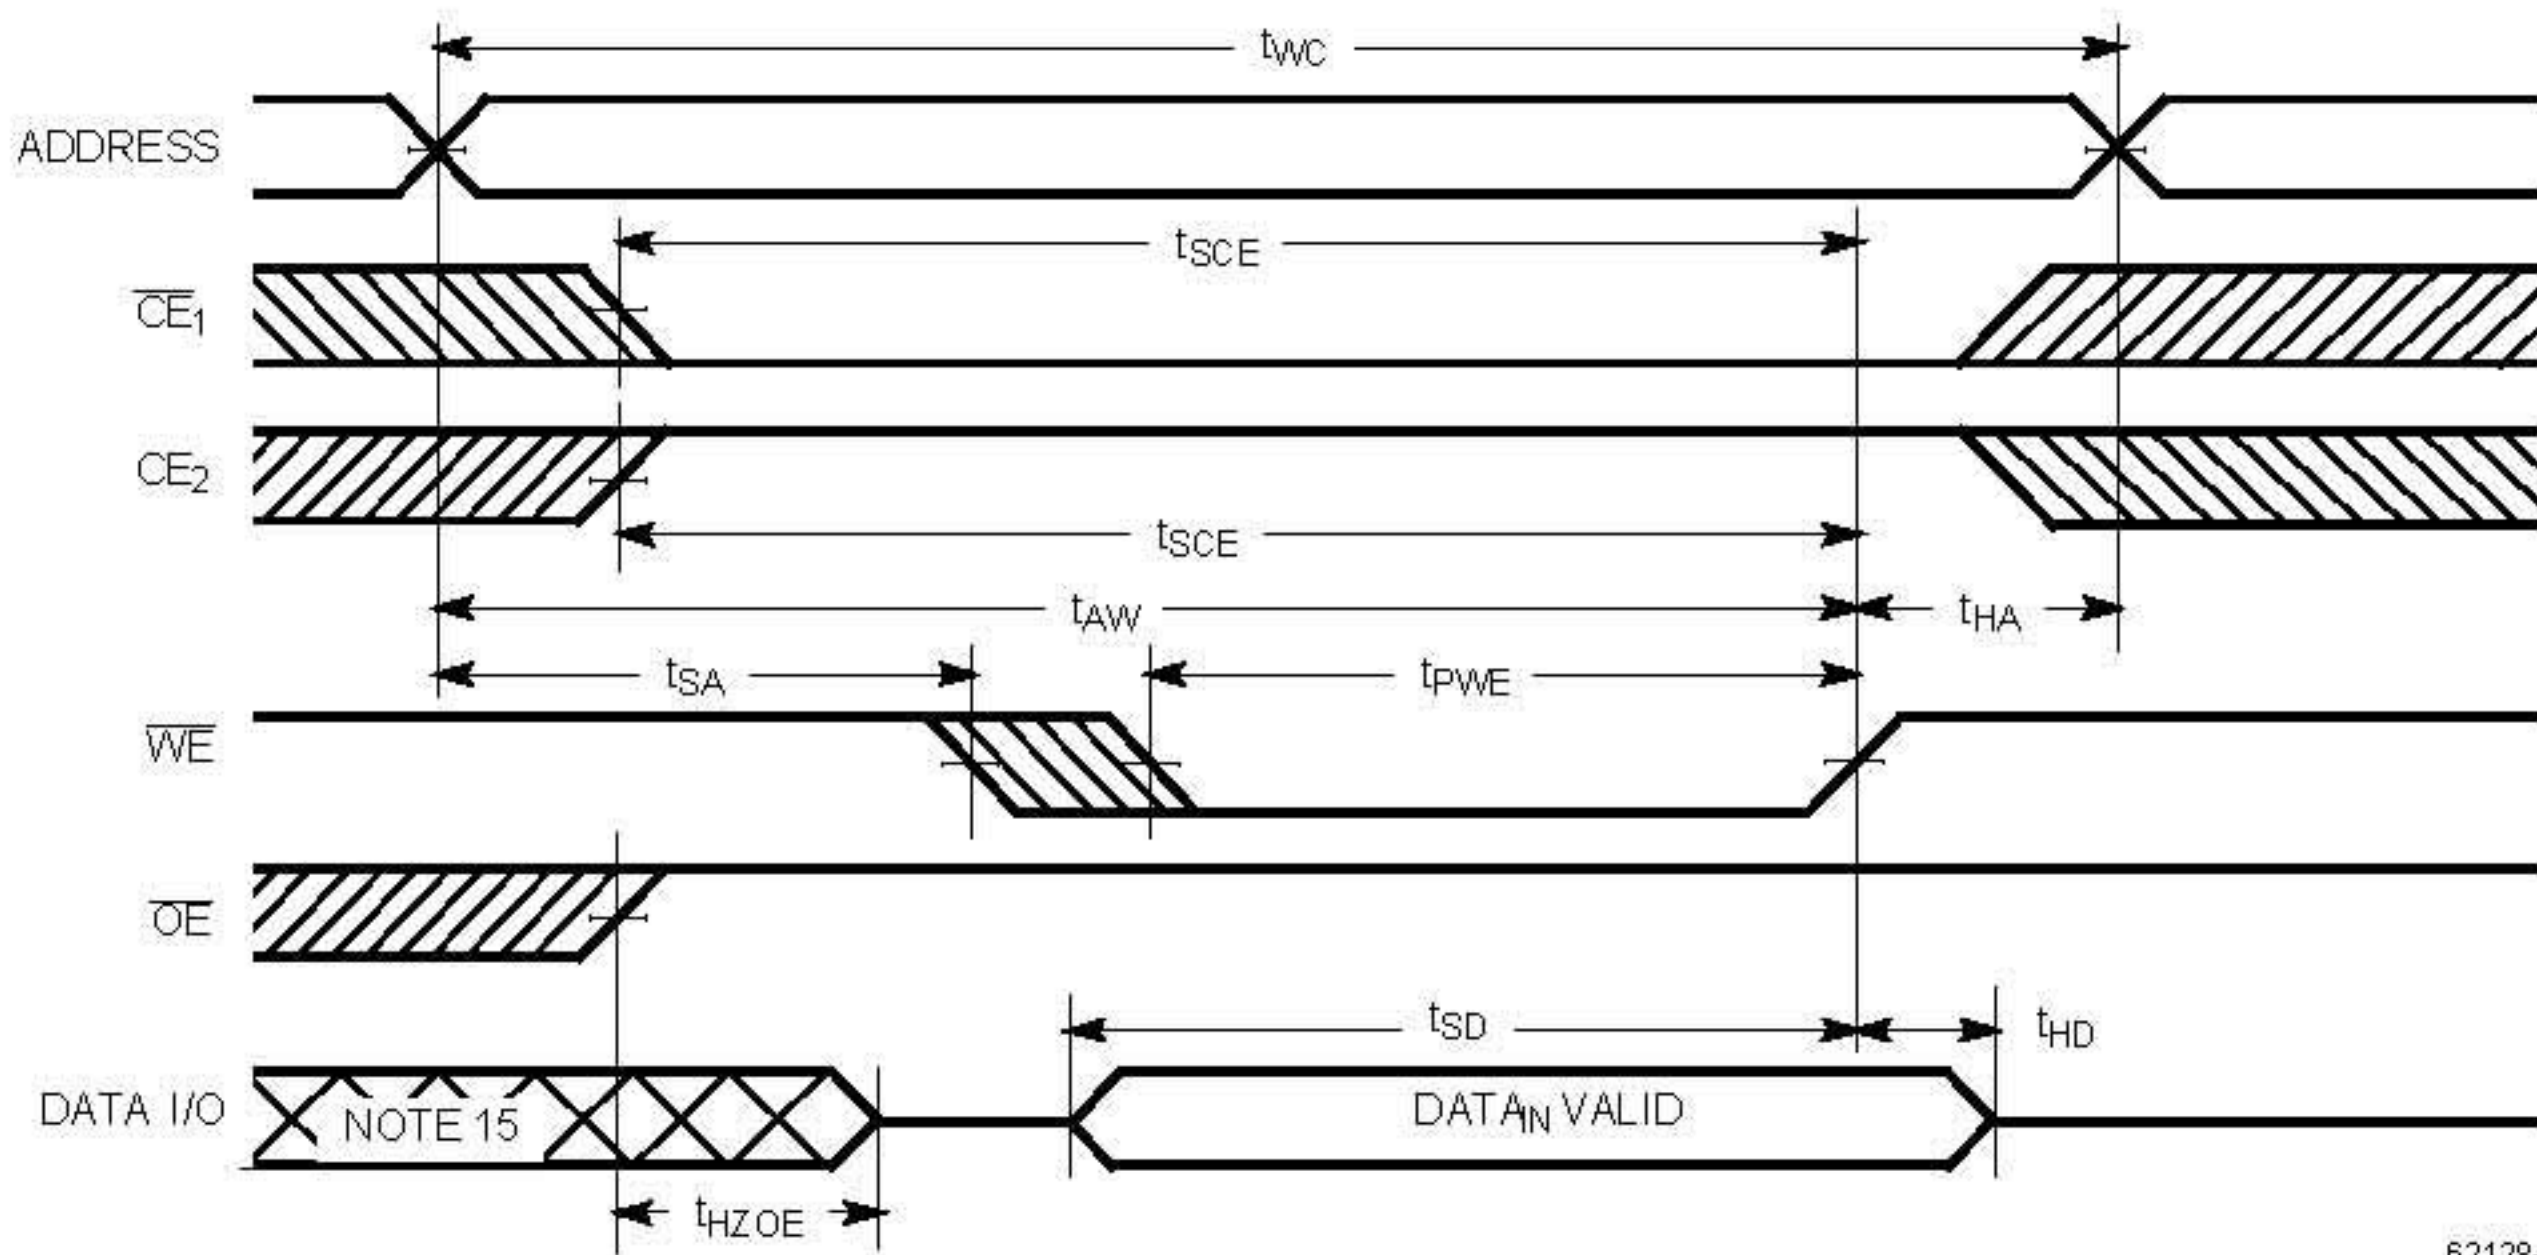 tWC
ADDRESS
tSCE
CE1
CE2
tSCE
tAW
tHA
tSA
tPWE
WE
OE
tSD
tHD
DATA I/O
NOTE 15
DATAIN VALID
tHZOE